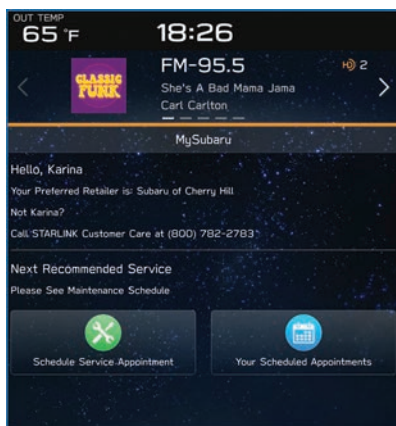 OUT TEMP
65 °F
18:26
CLASSIC
FUNK
FM-95.5
HD) 2
She's A Bad Mama Jama
Carl Carlton
MySubaru
Hello, Karina
Your Preferred Retailer is: Subaru of Cherry Hill
Not Karina?
Call STARLINK Customer Care at (800) 782-2783
Next Recommended Service
Please See Maintenance Schedule
Schedule Service Appointment
Your Scheduled Appointments